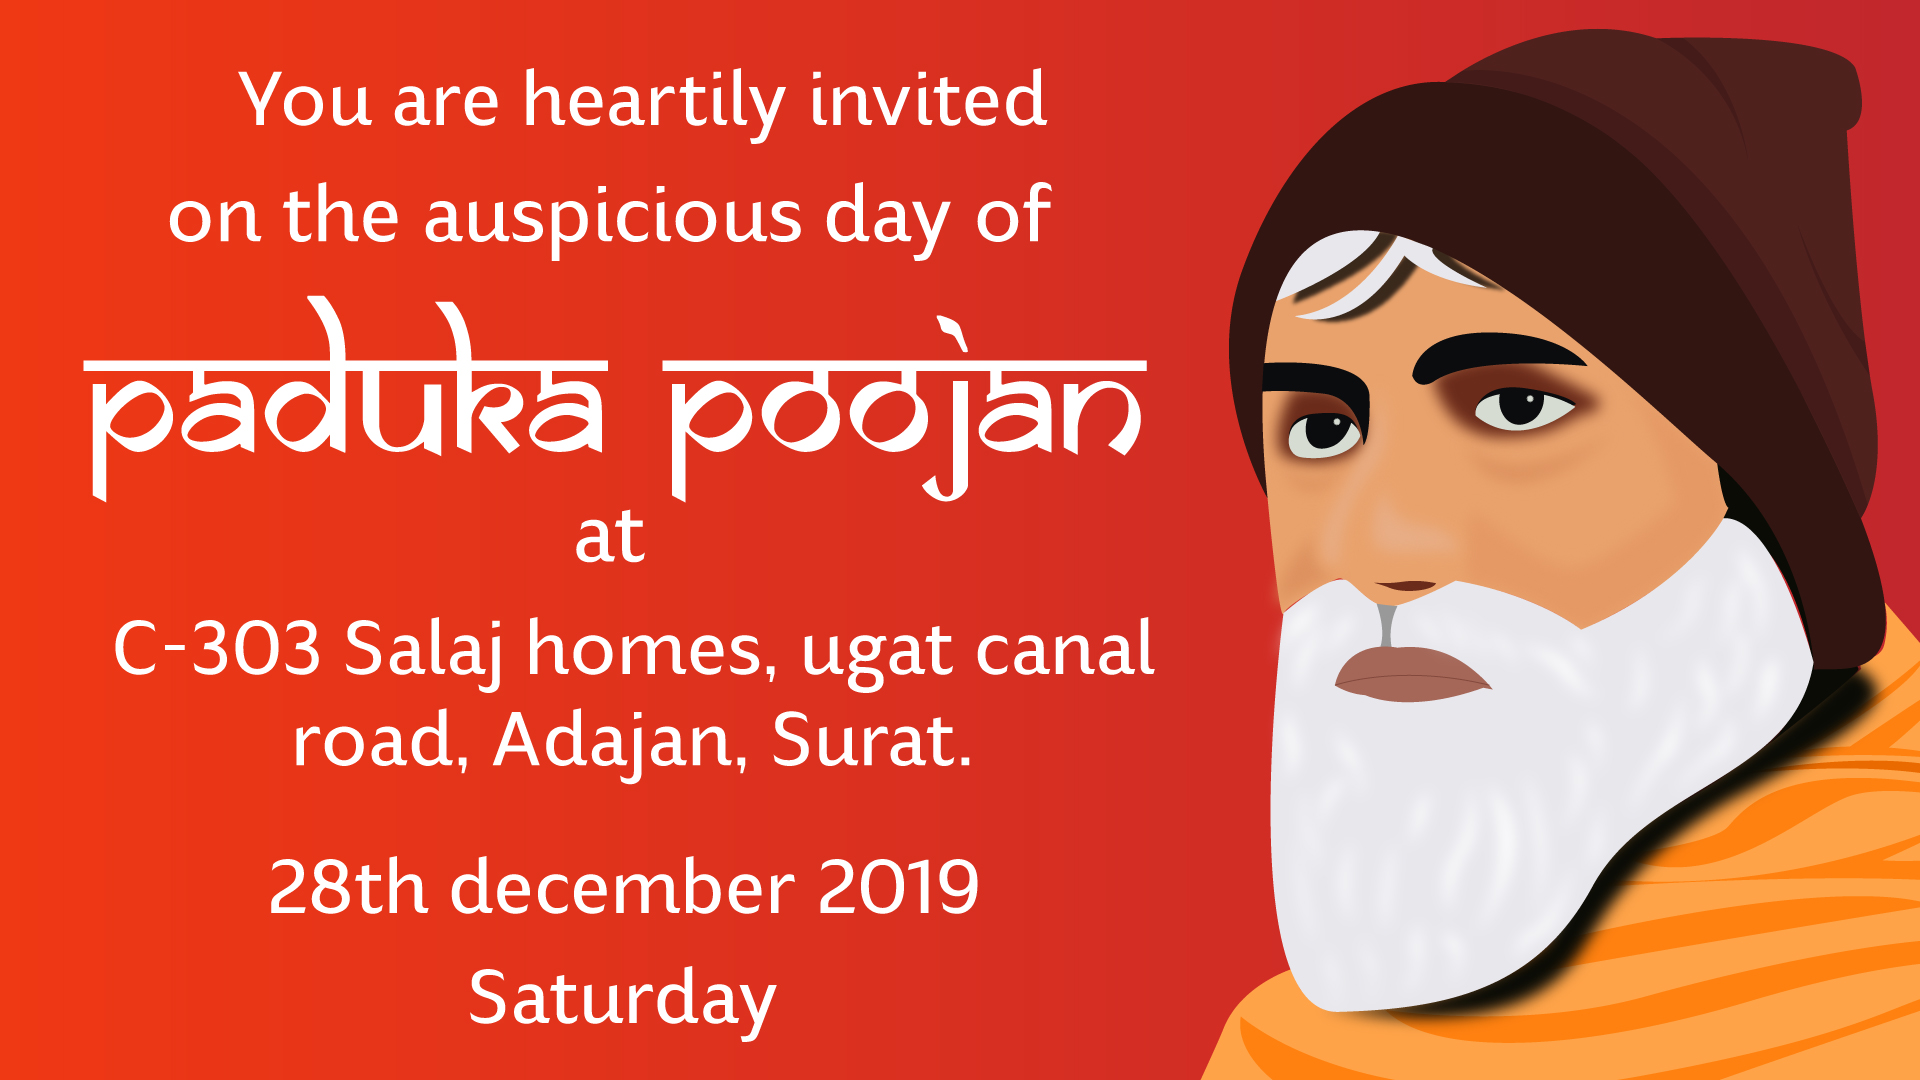 You are heartily invited
on the auspicious day of
paduka poojan
at
C-303 Salaj homes, ugat canal
road, Adajan, Surat.
28th december 2019
Saturday